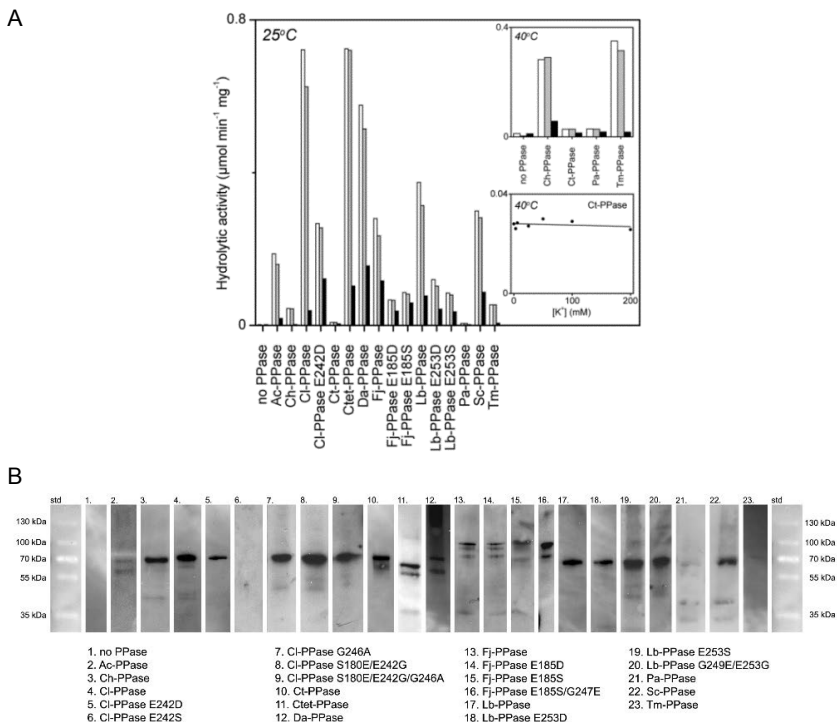 A
0.8
25°C
Hydrolytic activity (µmol min⁻¹ mg⁻¹)
0
no PPase
Ac-PPase
Ch-PPase
Cl-PPase
Cl-PPase E242D
Ct-PPase
Ctet-PPase
Da-PPase
Fj-PPase
Fj-PPase E185D
Fj-PPase E185S
Lb-PPase
Lb-PPase E253D
Lb-PPase E253S
Pa-PPase
Sc-PPase
Tm-PPase
0.4
40°C
0
no PPase
Ch-PPase
Ct-PPase
Pa-PPase
Tm-PPase
0.04
40°C Ct-PPase
0.00
0 100 200
[K⁺] (mM)
B
std 1. 2. 3. 4. 5. 6. 7. 8. 9. 10. 11. 12. 13. 14. 15. 16. 17. 18. 19. 20. 21. 22. 23. std
130 kDa 130 kDa
100 kDa 100 kDa
70 kDa 70 kDa
55 kDa 55 kDa
35 kDa 35 kDa
1. no PPase
2. Ac-PPase
3. Ch-PPase
4. Cl-PPase
5. Cl-PPase E242D
6. Cl-PPase E242S
7. Cl-PPase G246A
8. Cl-PPase S180E/E242G
9. Cl-PPase S180E/E242G/G246A
10. Ct-PPase
11. Ctet-PPase
12. Da-PPase
13. Fj-PPase
14. Fj-PPase E185D
15. Fj-PPase E185S
16. Fj-PPase E185S/G247E
17. Lb-PPase
18. Lb-PPase E253D
19. Lb-PPase E253S
20. Lb-PPase G249E/E253G
21. Pa-PPase
22. Sc-PPase
23. Tm-PPase